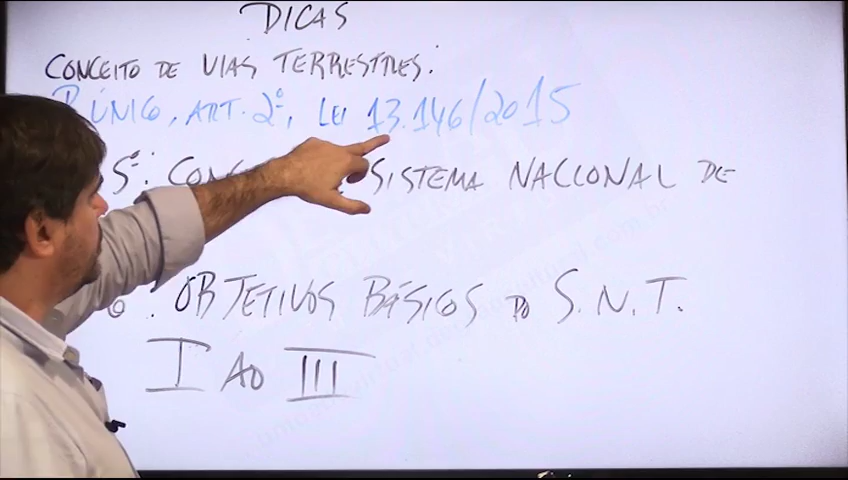 DICAS
CONCEITO DE VIAS TERRESTRES:
P. ÚNICO, ART. 2º, LEI 13.146/2015
5º: SISTEMA NACIONAL DE
: OBJETIVOS BÁSICOS DO S.N.T.
I AO III